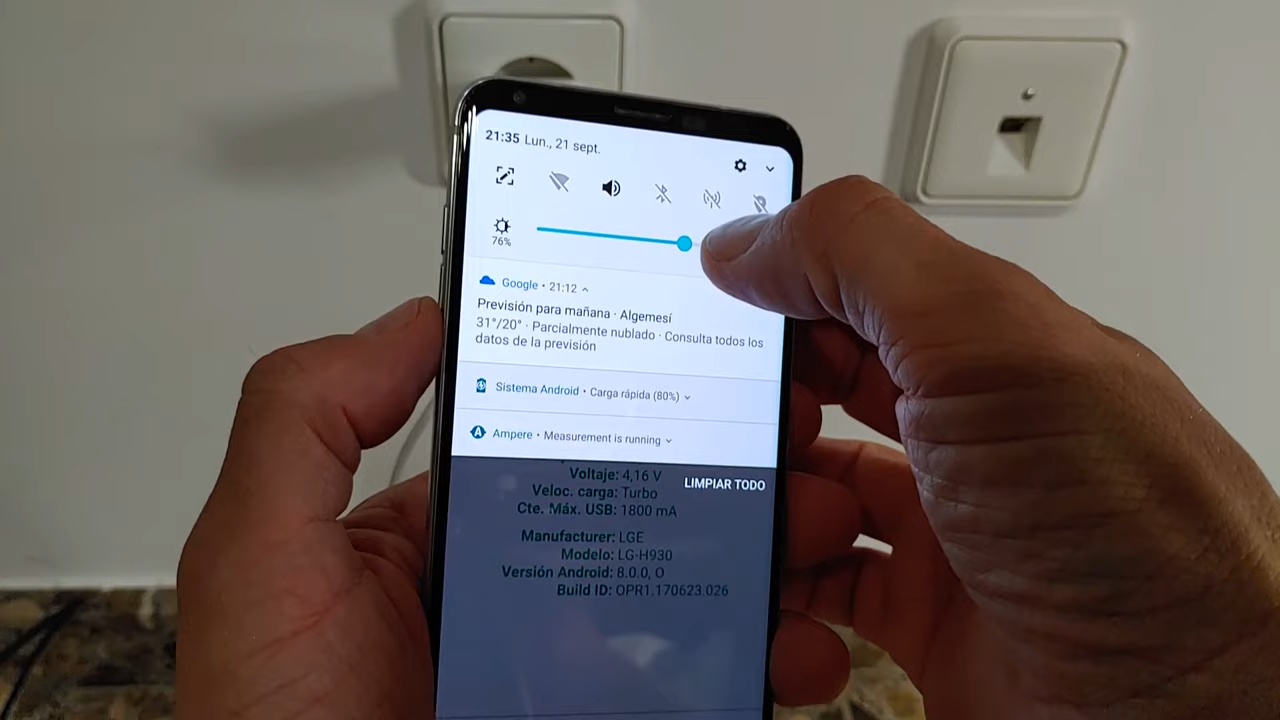 21:35 Lun., 21 sept.
76%
Google • 21:12
Previsión para mañana · Algemesí
31°/20° · Parcialmente nublado · Consulta todos los
datos de la previsión
Sistema Android • Carga rápida (80%)
A Ampere • Measurement is running
Voltaje: 4,16 V
LIMPIAR TODO
Veloc. carga: Turbo
Cte. Máx. USB: 1800 mA
Manufacturer: LGE
Modelo: LG-H930
Versión Android: 8.0.0, O
Build ID: OPR1.170623.026